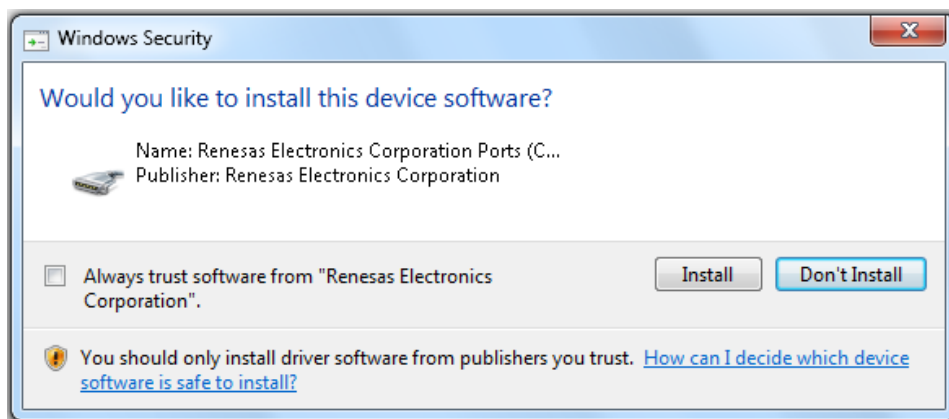 Windows Security
Would you like to install this device software?
Name: Renesas Electronics Corporation Ports (C...
Publisher: Renesas Electronics Corporation
Always trust software from "Renesas Electronics
Corporation".
Install
Don't Install
You should only install driver software from publishers you trust. How can I decide which device
software is safe to install?